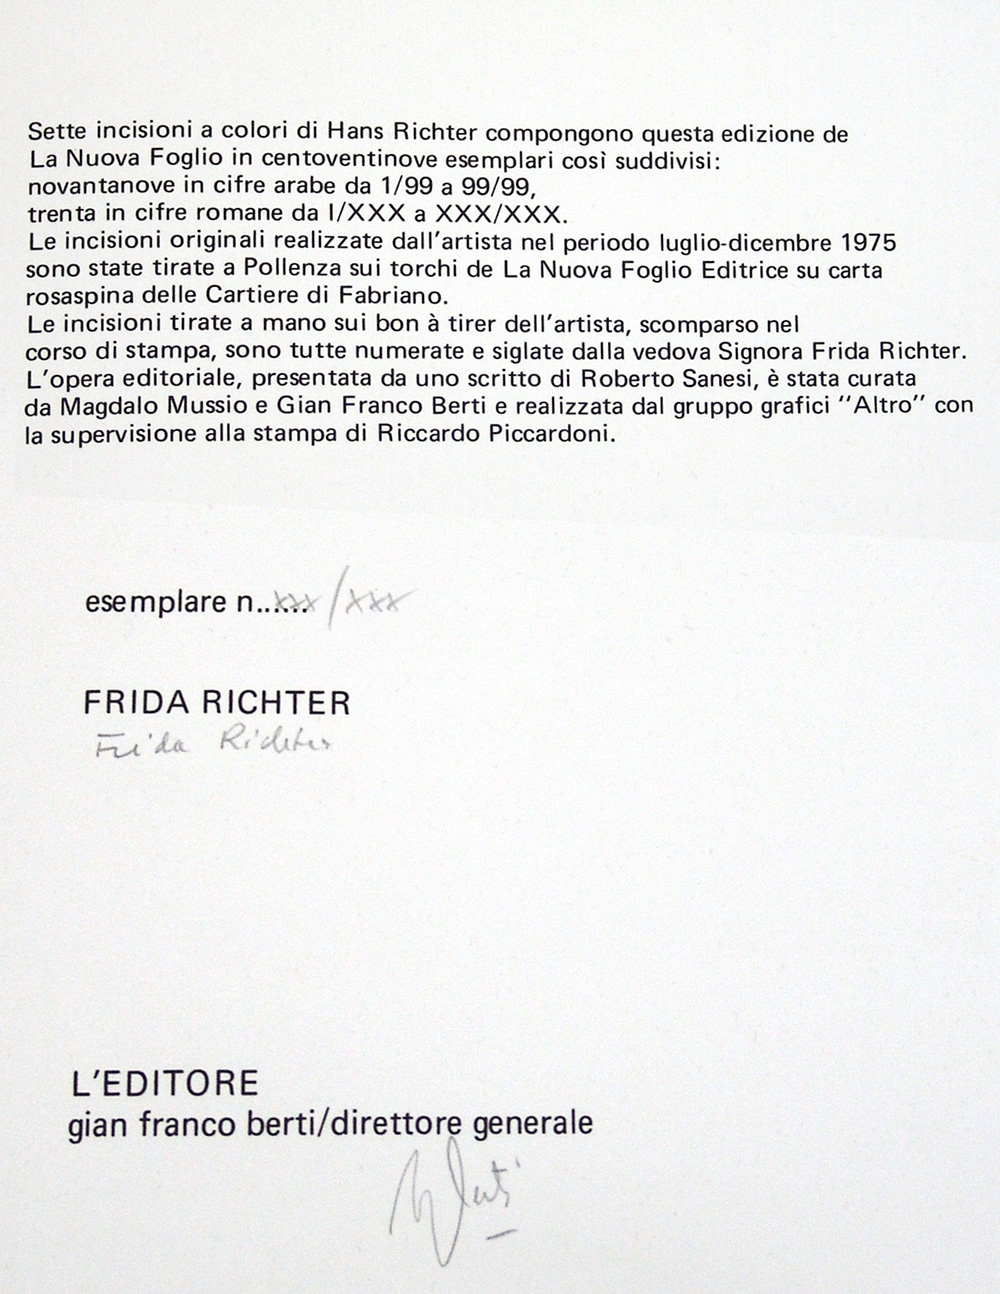 Sette incisioni a colori di Hans Richter compongono questa edizione de
La Nuova Foglio in centoventinove esemplari così suddivisi:
novantanove in cifre arabe da 1/99 a 99/99,
trenta in cifre romane da I/XXX a XXX/XXX.
Le incisioni originali realizzate dall'artista nel periodo luglio-dicembre 1975
sono state tirate a Pollenza sui torchi de La Nuova Foglio Editrice su carta
rosaspina delle Cartiere di Fabriano.
Le incisioni tirate a mano sui bon à tirer dell'artista, scomparso nel
corso di stampa, sono tutte numerate e siglate dalla vedova Signora Frida Richter.
L'opera editoriale, presentata da uno scritto di Roberto Sanesi, è stata curata
da Magdalo Mussio e Gian Franco Berti e realizzata dal gruppo grafici ''Altro'' con
la supervisione alla stampa di Riccardo Piccardoni.
esemplare n...... xxx/xxx
FRIDA RICHTER
Frida Richter
L'EDITORE
gian franco berti/direttore generale